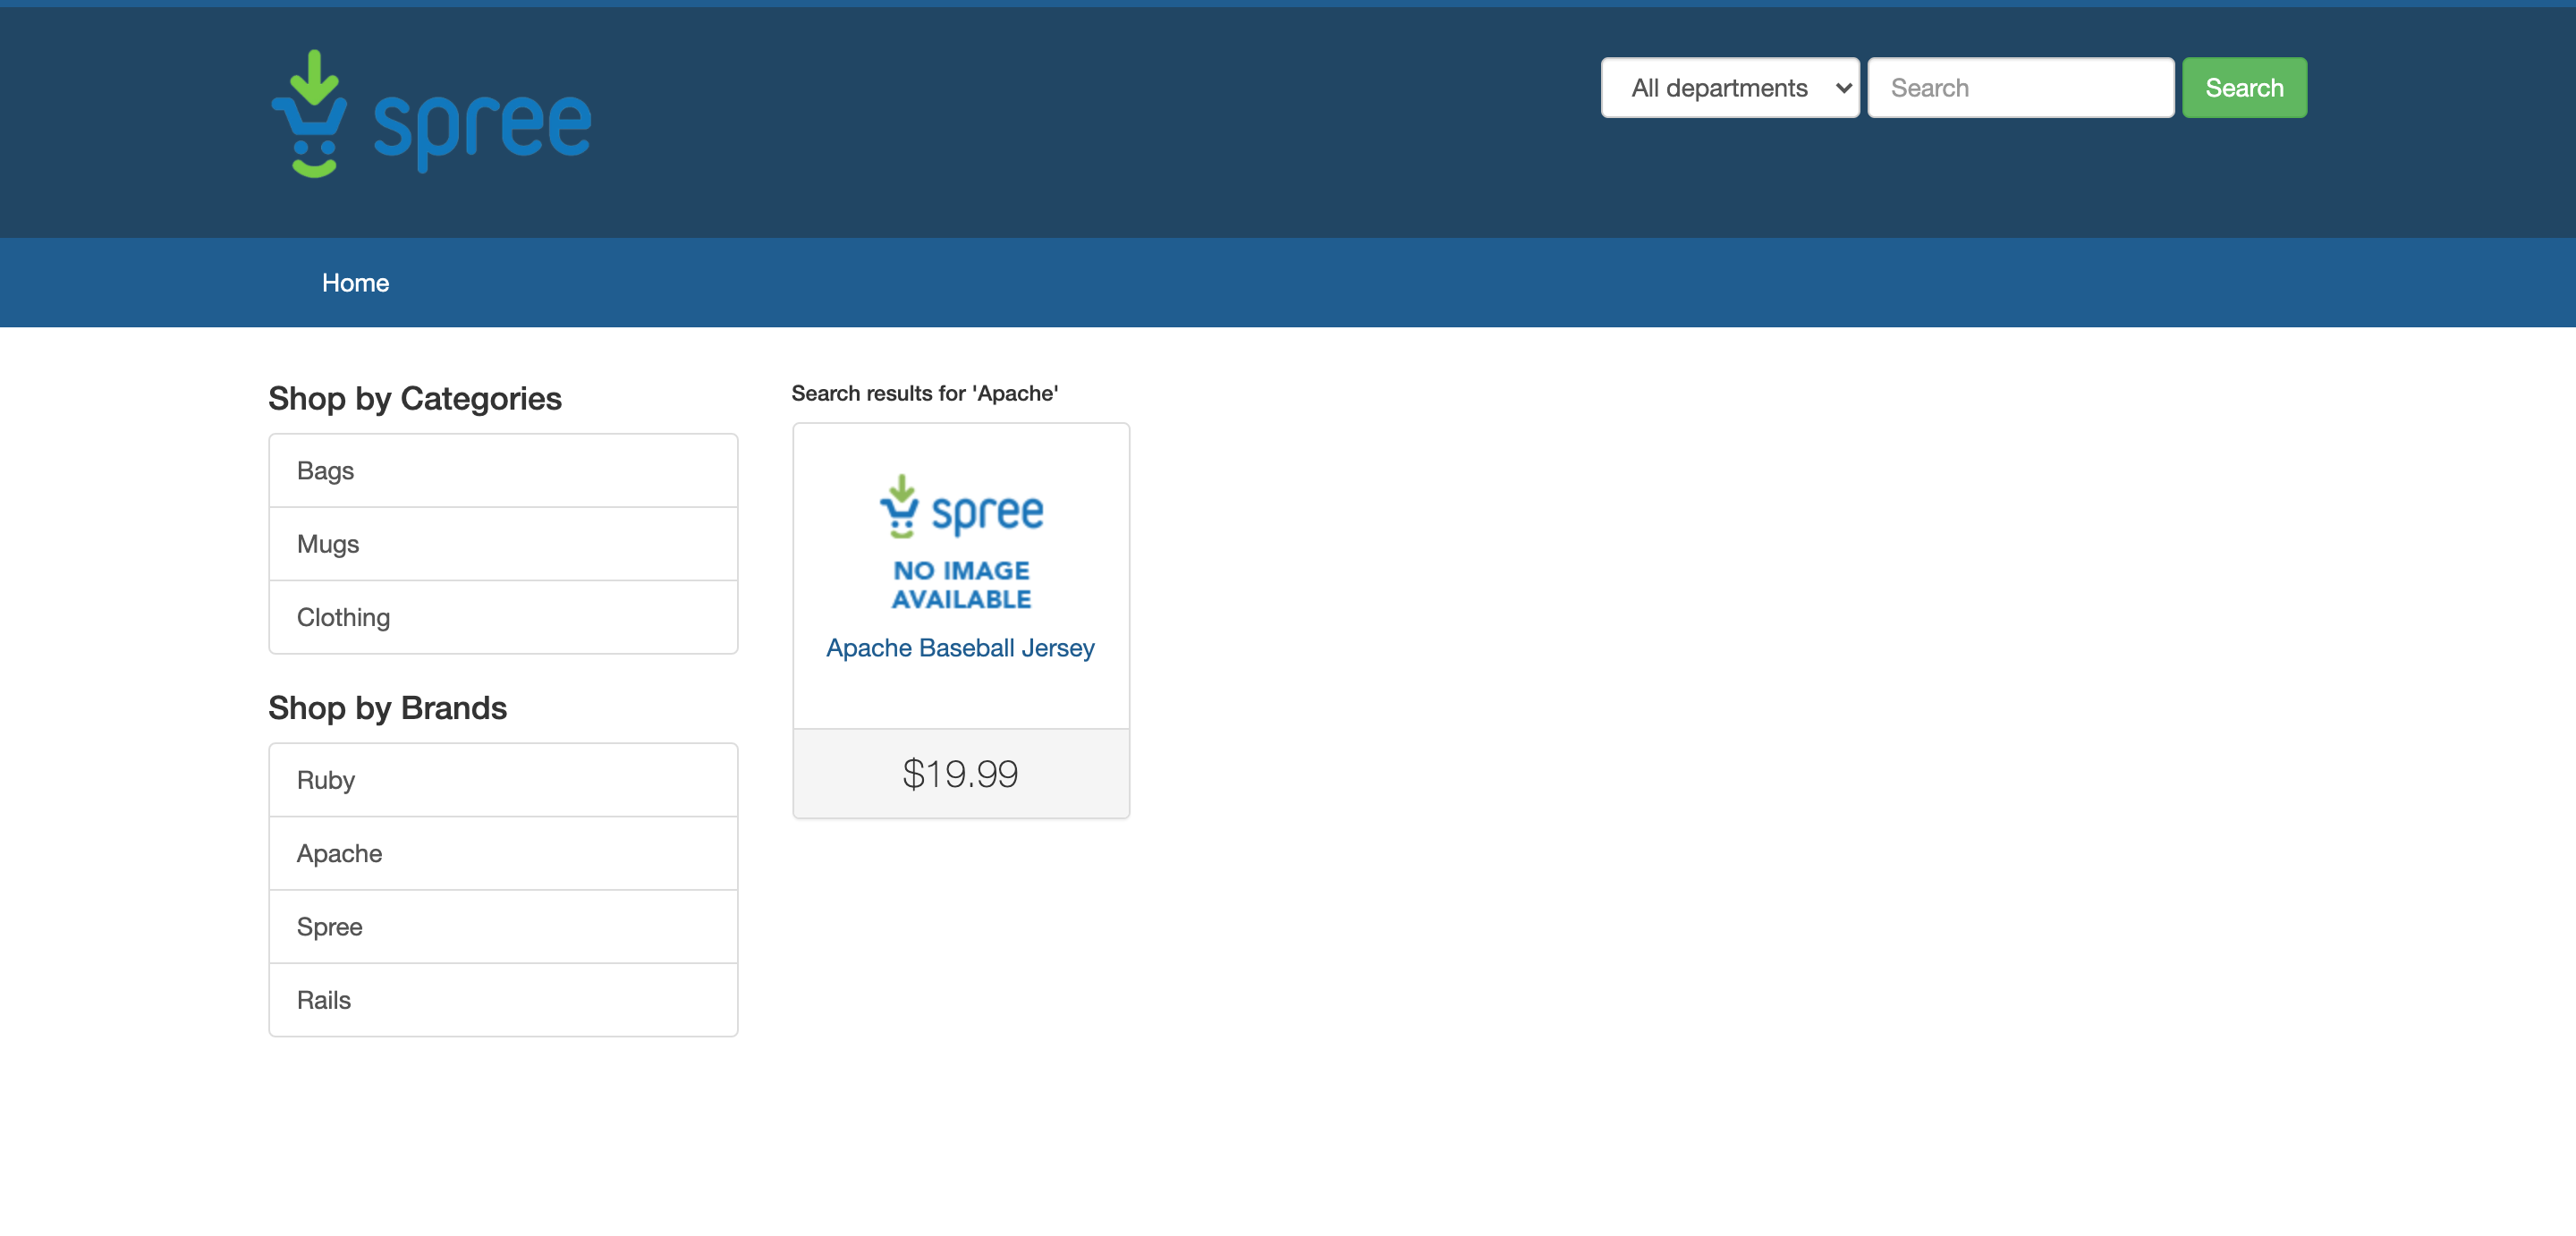 spree
All departments
Search
Search
Home
Shop by Categories
Bags
Mugs
Clothing
Shop by Brands
Ruby
Apache
Spree
Rails
Search results for 'Apache'
spree
NO IMAGE
AVAILABLE
Apache Baseball Jersey
$19.99